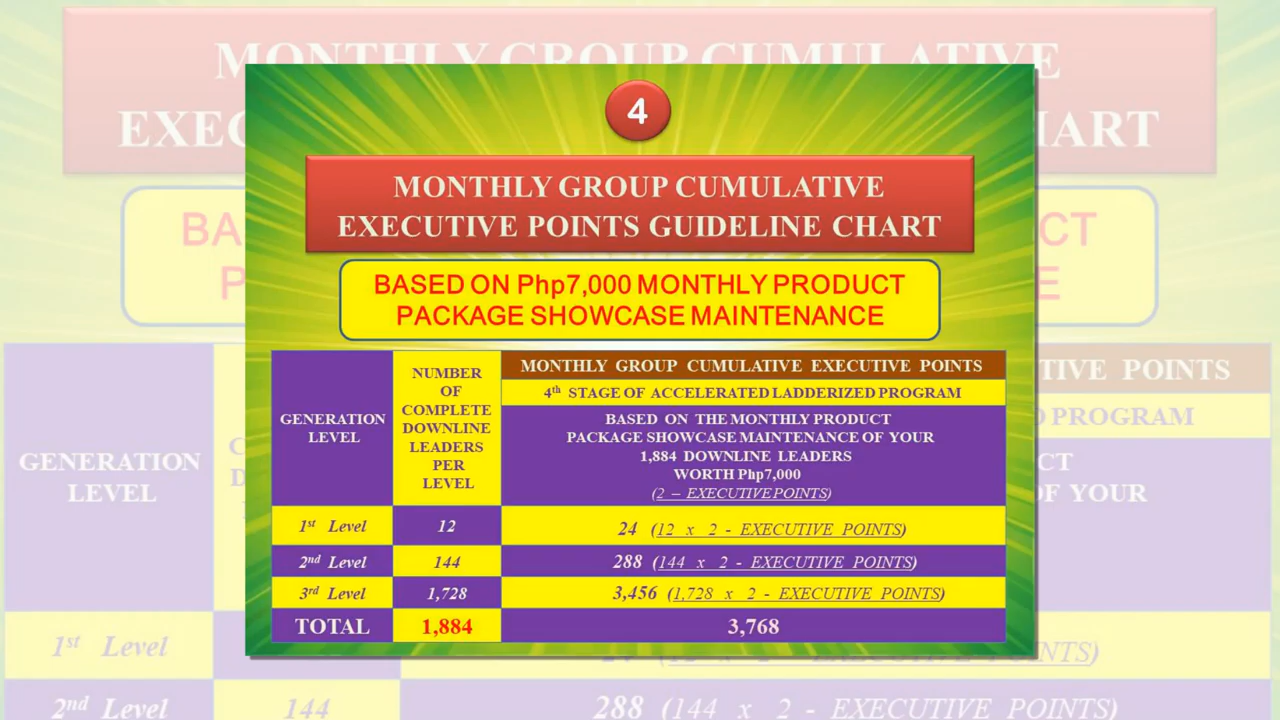 4
MONTHLY GROUP CUMULATIVE
EXECUTIVE POINTS GUIDELINE CHART
BASED ON Php7,000 MONTHLY PRODUCT
PACKAGE SHOWCASE MAINTENANCE
GENERATION
LEVEL
NUMBER
OF
COMPLETE
DOWNLINE
LEADERS
PER
LEVEL
MONTHLY GROUP CUMULATIVE EXECUTIVE POINTS
4th STAGE OF ACCELERATED LADDERIZED PROGRAM
BASED ON THE MONTHLY PRODUCT
PACKAGE SHOWCASE MAINTENANCE OF YOUR
1,884 DOWNLINE LEADERS
WORTH Php7,000
(2 – EXECUTIVE POINTS)
1st Level 12 24 (12 x 2 - EXECUTIVE POINTS)
2nd Level 144 288 (144 x 2 - EXECUTIVE POINTS)
3rd Level 1,728 3,456 (1,728 x 2 - EXECUTIVE POINTS)
TOTAL 1,884 3,768